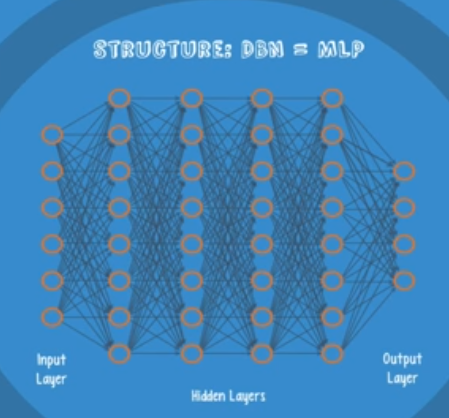 STRUCTURE: DBN = MLP
Input
Layer
Hidden Layers
Output
Layer